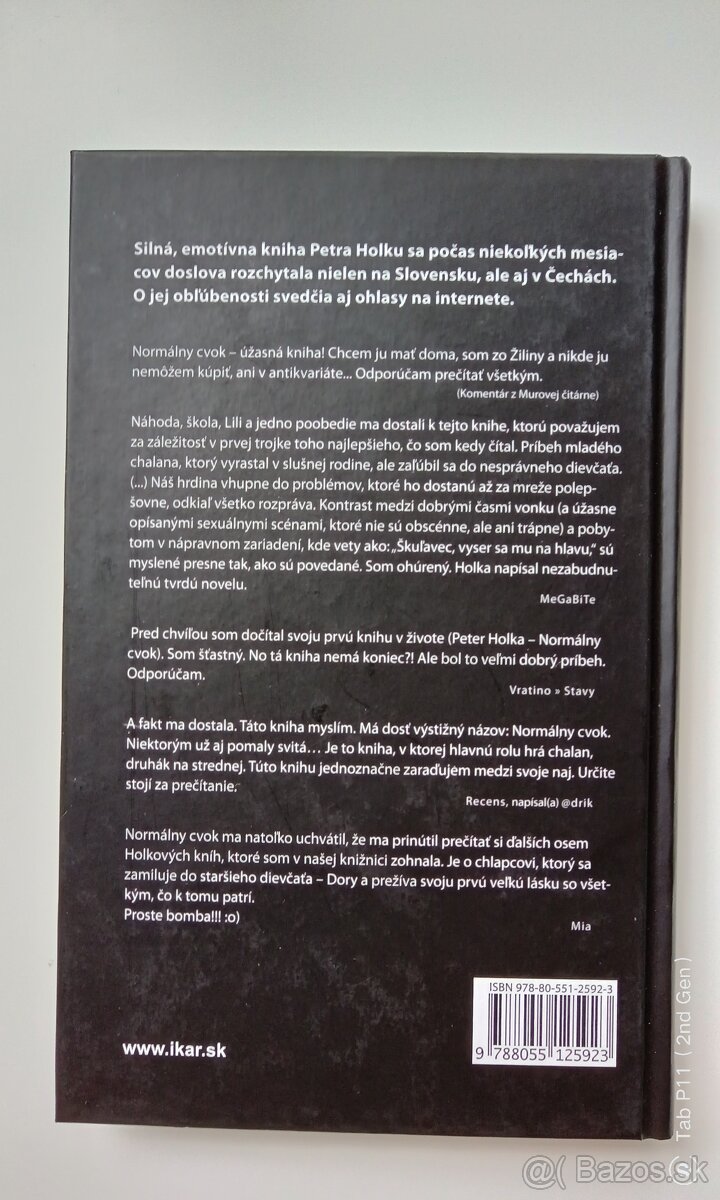 Silná, emotívna kniha Petra Holku sa počas niekoľkých mesia-
cov doslova rozchytala nielen na Slovensku, ale aj v Čechách.
O jej obľúbenosti svedčia aj ohlasy na internete.
Normálny cvok – úžasná kniha! Chcem ju mať doma, som zo Žiliny a nikde ju
nemôžem kúpiť, ani v antikvariáte... Odporúčam prečítať všetkým.
(Komentár z Murovej čitárne)
Náhoda, škola, Lili a jedno poobedie ma dostali k tejto knihe, ktorú považujem
za záležitosť v prvej trojke toho najlepšieho, čo som kedy čítal. Príbeh mladého
chalana, ktorý vyrastal v slušnej rodine, ale zaľúbil sa do nesprávneho dievčaťa.
(...) Náš hrdina vhupne do problémov, ktoré ho dostanú až za mreže polep-
šovne, odkiaľ všetko rozpráva. Kontrast medzi dobrými časmi vonku (a úžasne
opísanými sexuálnymi scénami, ktoré nie sú obscénne, ale ani trápne) a poby-
tom v nápravnom zariadení, kde vety ako: „Škuľavec, vyser sa mu na hlavu,“ sú
myslené presne tak, ako sú povedané. Som ohúrený. Holka napísal nezabudnu-
teľnú tvrdú novelu.
MeGaBiTe
Pred chvíľou som dočítal svoju prvú knihu v živote (Peter Holka – Normálny
cvok). Som šťastný. No tá kniha nemá koniec?! Ale bol to veľmi dobrý príbeh.
Odporúčam.
Vratino » Stavy
A fakt ma dostala. Táto kniha myslím. Má dosť výstižný názov: Normálny cvok.
Niektorým už aj pomaly svitá... Je to kniha, v ktorej hlavnú rolu hrá chalan,
druhák na strednej. Túto knihu jednoznačne zaraďujem medzi svoje naj. Určite
stojí za prečítanie.
Recens, napísal(a) @drik
Normálny cvok ma natoľko uchvátil, že ma prinútil prečítať si ďalších osem
Holkových kníh, ktoré som v našej knižnici zohnala. Je o chlapcovi, ktorý sa
zamiluje do staršieho dievčaťa – Dory a prežíva svoju prvú veľkú lásku so všet-
kým, čo k tomu patrí.
Proste bomba!!! :o)
Mia
ISBN 978-80-551-2592-3
9 788055 125923
www.ikar.sk
Tab P11 ( 2nd Gen )
Bazos.sk